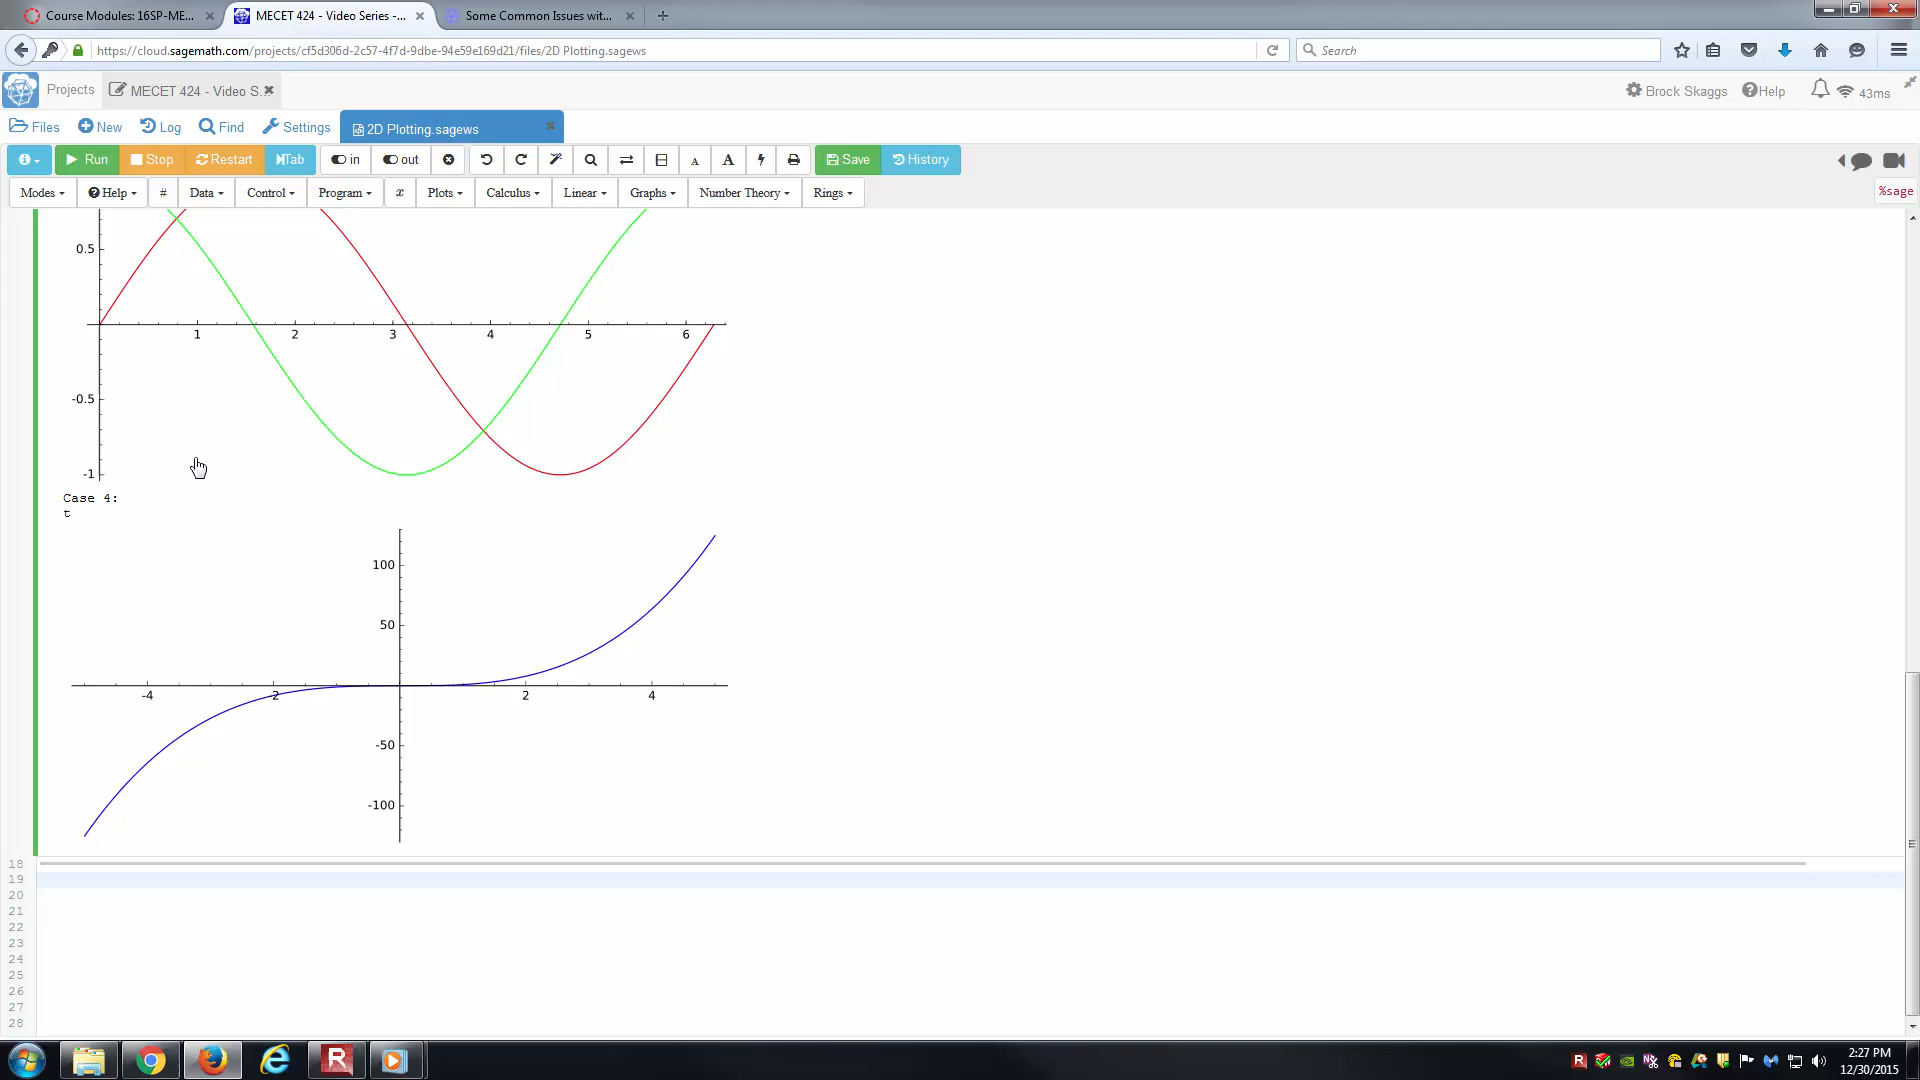 Course Modules: 16SP-ME...
MECET 424 - Video Series -...
Some Common Issues wit...
https://cloud.sagemath.com/projects/cf5d306d-2c57-4f7d-9dbe-94e59e169d21/files/2D Plotting.sagews
Search
Projects
MECET 424 - Video S...
Brock Skaggs
Help
43ms
Files
New
Log
Find
Settings
2D Plotting.sagews
Run
Stop
Restart
Tab
in
out
A
A
Save
History
Modes
Help
#
Data
Control
Program
x
Plots
Calculus
Linear
Graphs
Number Theory
Rings
%sage
0.5
1 2 3 4 5 6
-0.5
-1
Case 4:
t
100
50
-4 -2 2 4
-50
-100
18
19
20
21
22
23
24
25
26
27
28
2:27 PM
12/30/2015